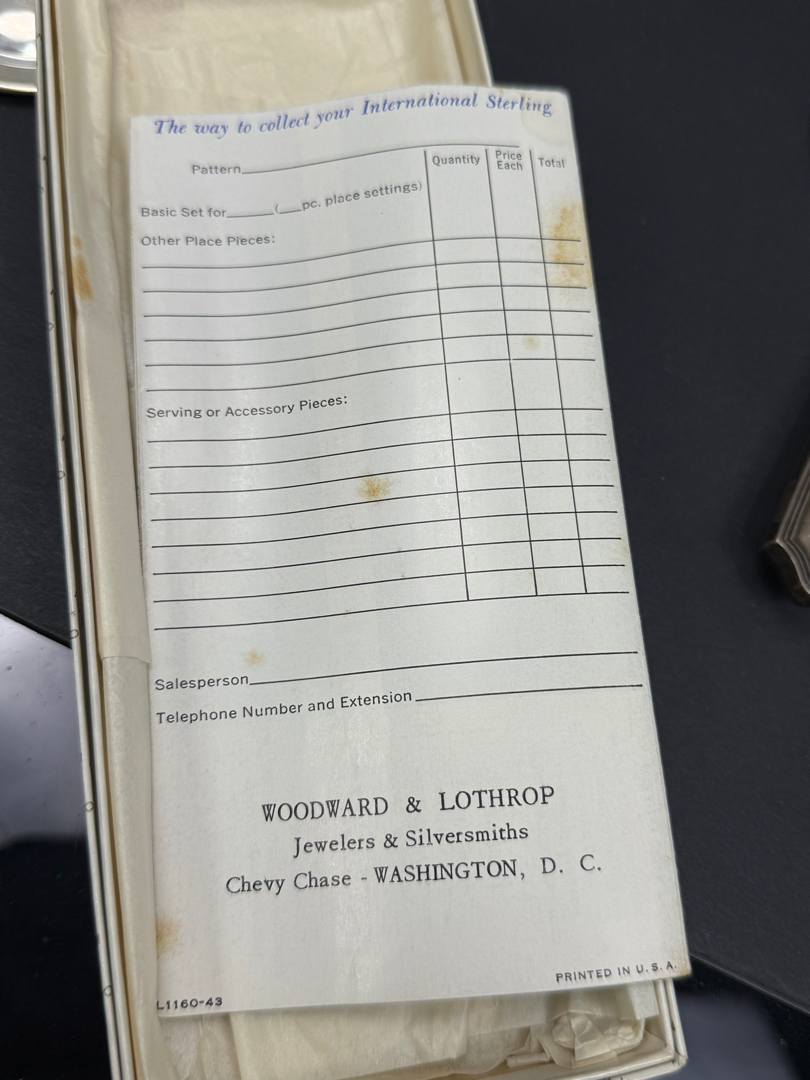 The way to collect your International Sterling
Pattern
Quantity
Price Each
Total
Basic Set for ( pc. place settings)
Other Place Pieces:
Serving or Accessory Pieces:
Salesperson
Telephone Number and Extension
WOODWARD & LOTHROP
Jewelers & Silversmiths
Chevy Chase - WASHINGTON, D. C.
L1160-43
PRINTED IN U. S. A.